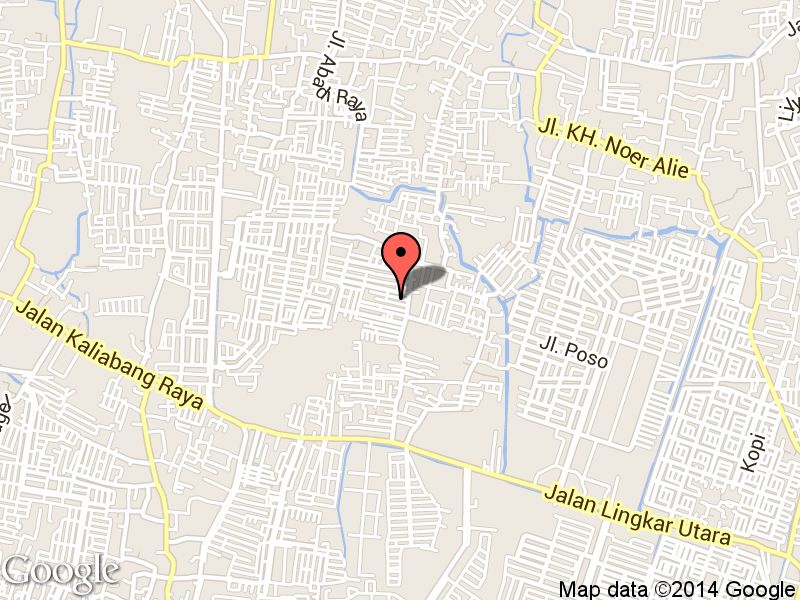 Jl. Abadi Raya
Jl. KH. Noer Alie
Jalan Kaliabang Raya
Jl. Poso
Kopi
Jalan Lingkar Utara
Google
Map data ©2014 Google